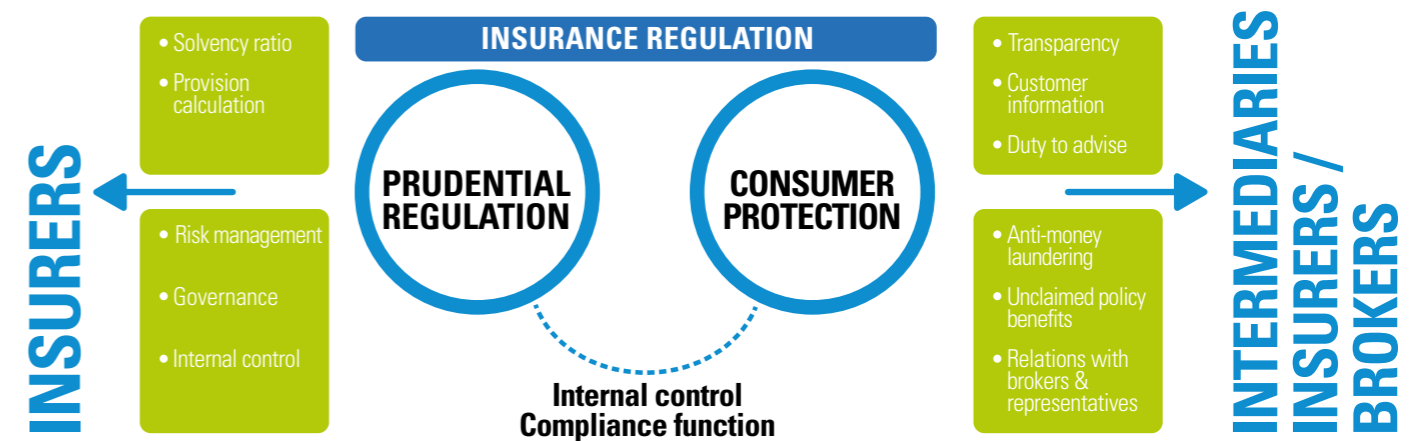 INSURERS
• Solvency ratio
• Provision
calculation
• Risk management
• Governance
• Internal control
INSURANCE REGULATION
PRUDENTIAL
REGULATION
CONSUMER
PROTECTION
Internal control
Compliance function
• Transparency
• Customer
information
• Duty to advise
• Anti-money
laundering
• Unclaimed policy
benefits
• Relations with
brokers &
representatives
INTERMEDIARIES
INSURERS /
BROKERS